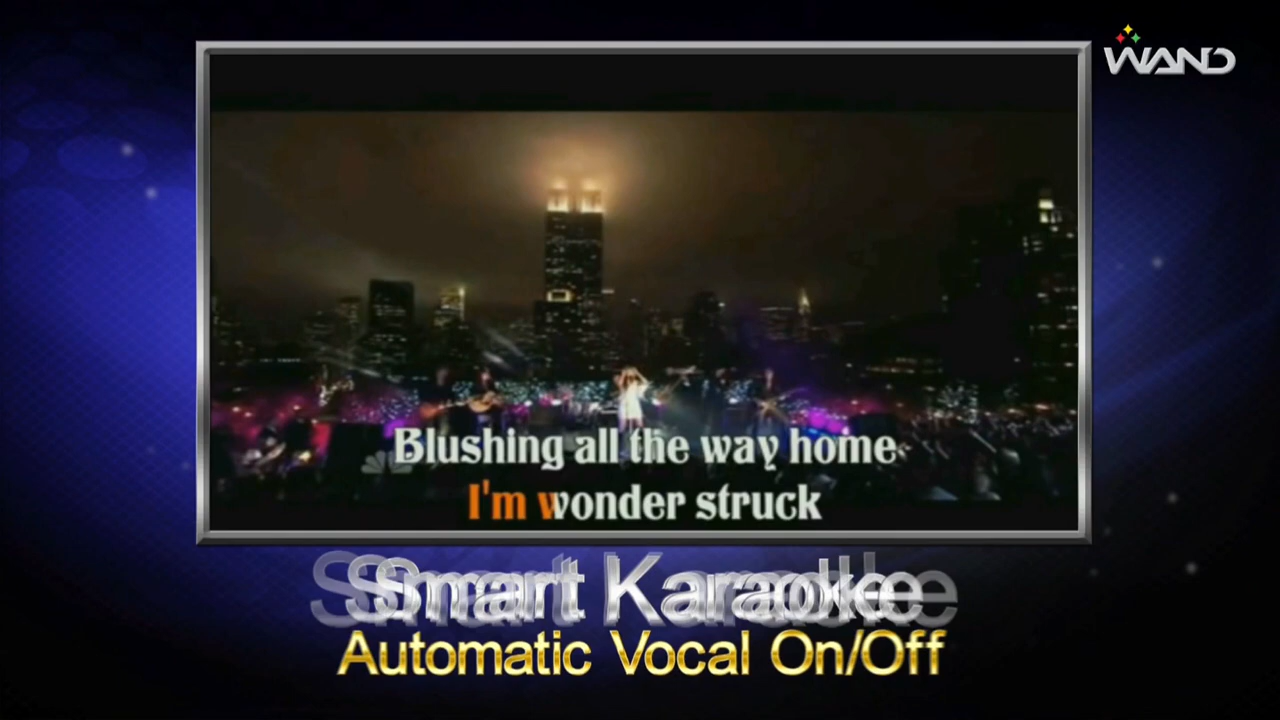 WAND
Blushing all the way home
I'm wonder struck
Smart Karaoke
Automatic Vocal On/Off